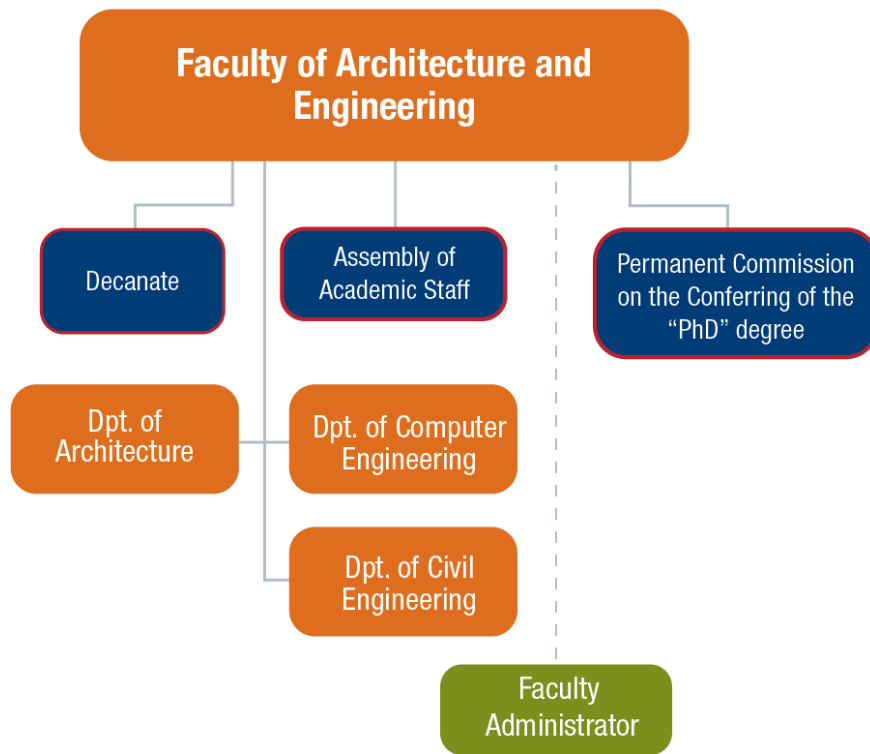 Faculty of Architecture and
Engineering
Decanate
Assembly of
Academic Staff
Permanent Commission
on the Conferring of the
“PhD” degree
Dpt. of
Architecture
Dpt. of Computer
Engineering
Dpt. of Civil
Engineering
Faculty
Administrator